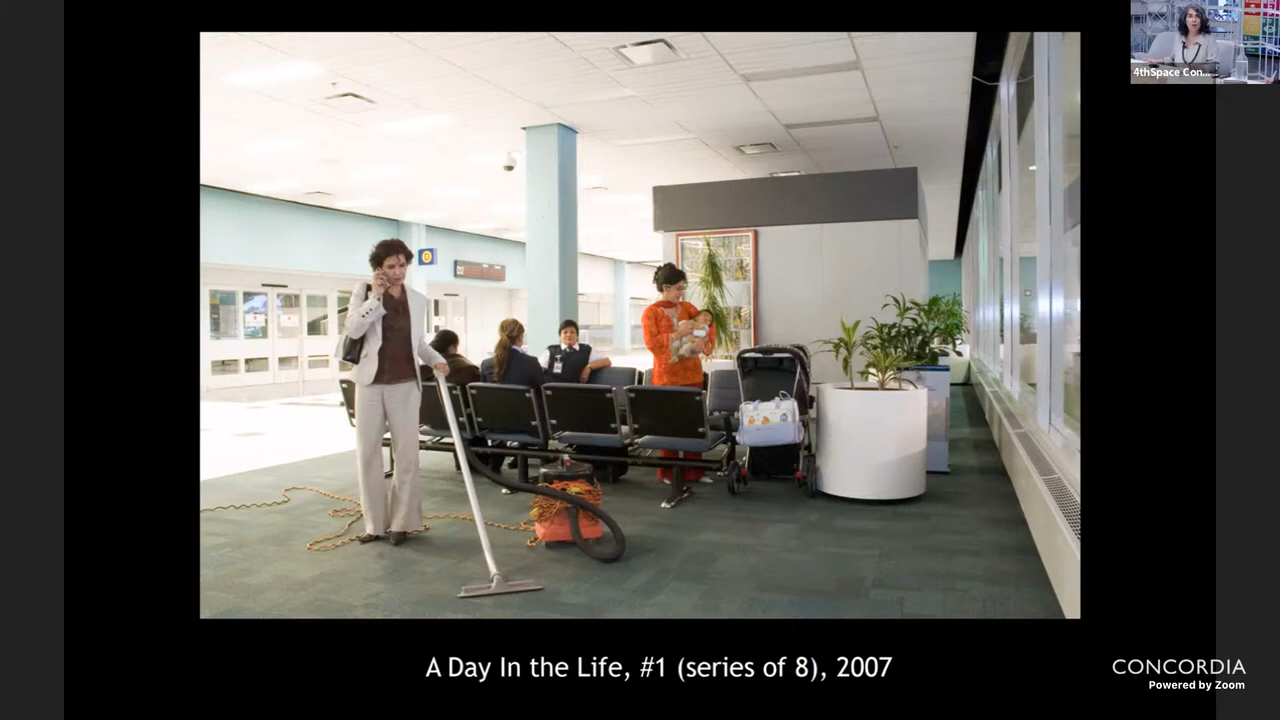 4thSpace Con...
A Day In the Life, #1 (series of 8), 2007
CONCORDIA
Powered by Zoom